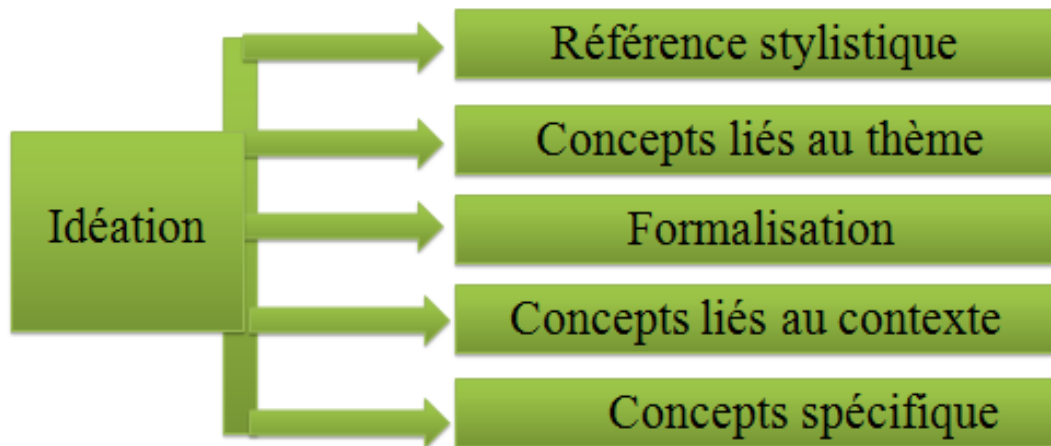 Référence stylistique
Concepts liés au thème
Idéation
Formalisation
Concepts liés au contexte
Concepts spécifique